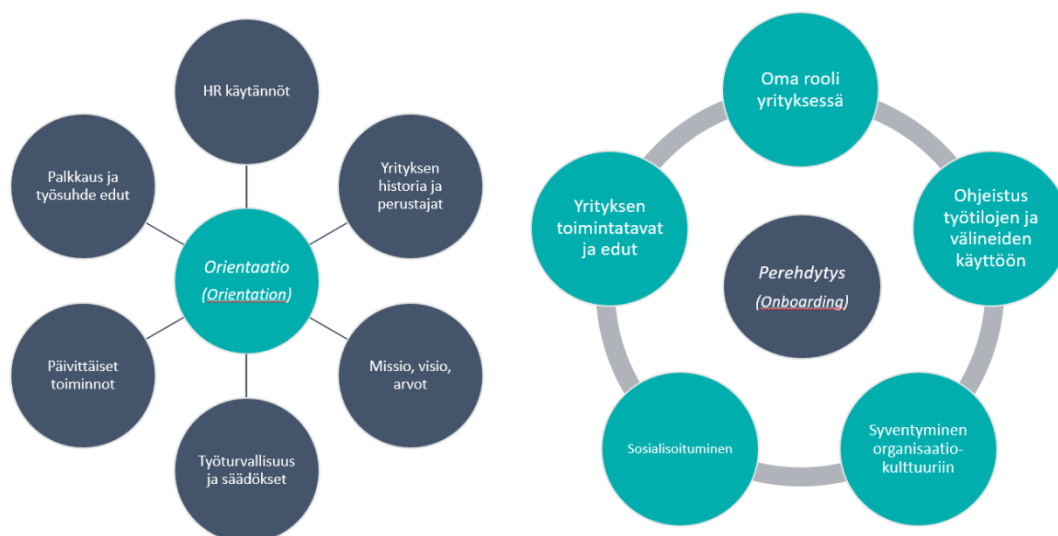 HR käytännöt
Yrityksen
historia ja
perustajat
Missio, visio,
arvot
Työturvallisuus
ja säädökset
Päivittäiset
toiminnot
Palkkaus ja
työsuhde edut
Orientaatio
(Orientation)
Oma rooli
yrityksessä
Ohjeistus
työtilojen ja
välineiden
käyttöön
Syventyminen
organisaatio-
kulttuuriin
Sosialisoituminen
Yrityksen
toimintatavat
ja edut
Perehdytys
(Onboarding)